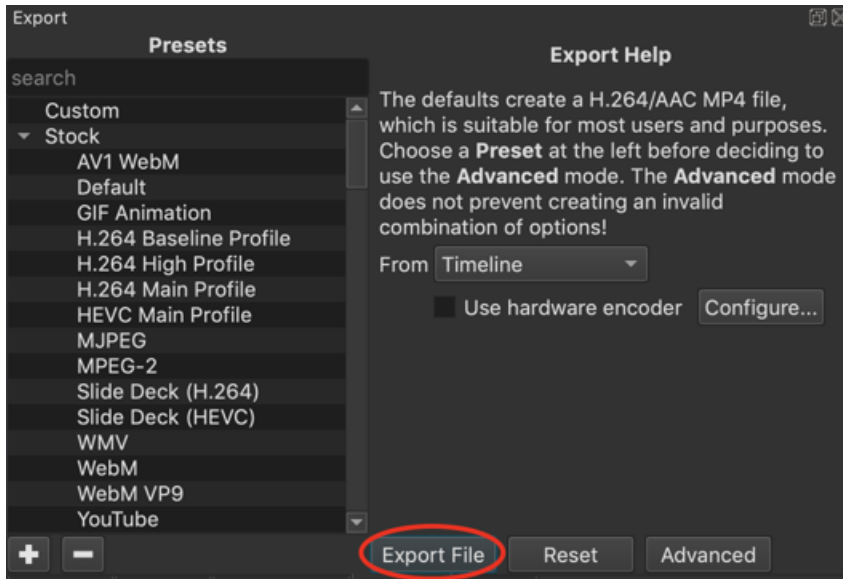 Export
Presets
search
Custom
Stock
AV1 WebM
Default
GIF Animation
H.264 Baseline Profile
H.264 High Profile
H.264 Main Profile
HEVC Main Profile
MJPEG
MPEG-2
Slide Deck (H.264)
Slide Deck (HEVC)
WMV
WebM
WebM VP9
YouTube
Export Help
The defaults create a H.264/AAC MP4 file,
which is suitable for most users and purposes.
Choose a Preset at the left before deciding to
use the Advanced mode. The Advanced mode
does not prevent creating an invalid
combination of options!
From Timeline
Use hardware encoder Configure...
Export File Reset Advanced